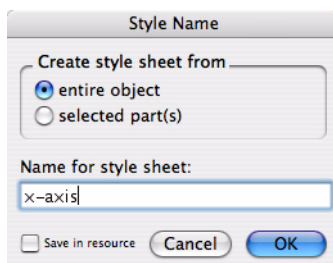 Style Name
Create style sheet from
entire object
selected part(s)
Name for style sheet:
x-axis
Save in resource Cancel OK